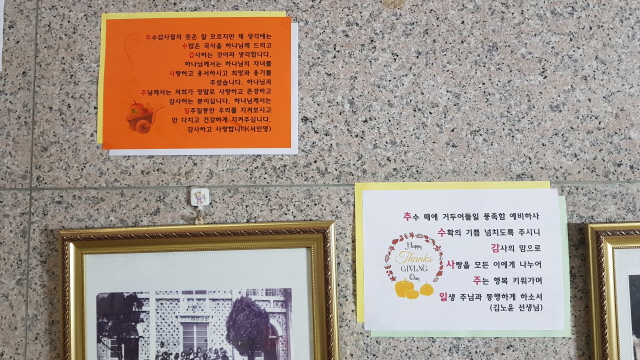 추수감사절의 뜻은 잘 모르지만 제 생각에는
수많은 곡식을 하나님께 드리고
감사하는 것이라 생각합니다.
하나님께서는 하나님의 자녀를
사랑하고 용서하시고 희망과 용기를
주셨습니다. 하나님과
주님께서는 저희가 정말로 사랑하고 존경하고
감사하는 분이십니다. 하나님께서는
일주일동안 우리를 지켜보시고
안 다치고 건강하게 지켜주십니다.
감사하고 사랑합니다(서인영)
추수 때에 거두어들일 풍족함 예비하사
수확의 기쁨 넘치도록 주시니
감사의 맘으로
사랑을 모든 이에게 나누어
주는 행복 키워가며
일생 주님과 동행하게 하소서
(김노운 선생님)
Happy
Thanks
GIVING
Day